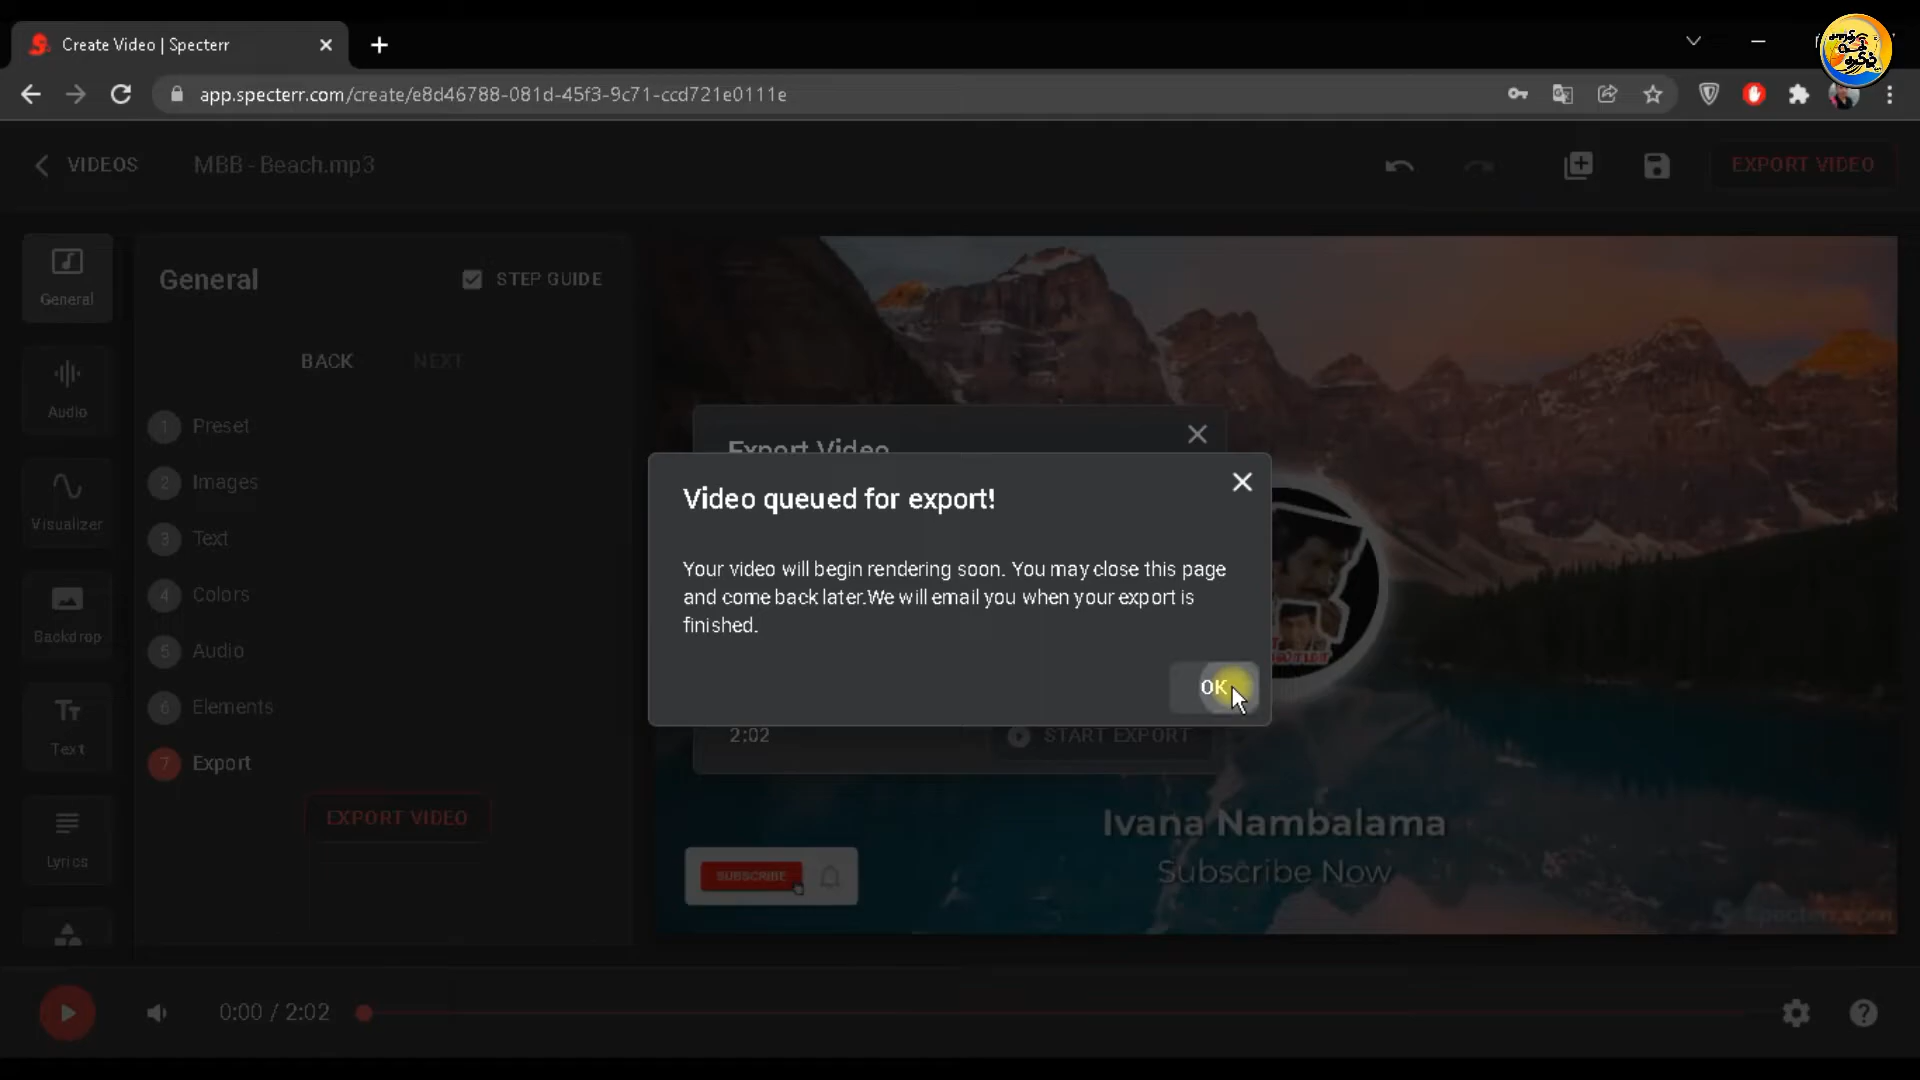 Create Video | Specterr
app.specterr.com/create/e8d46788-081d-45f3-9c71-ccd721e0111e
VIDEOS
MBB - Beach.mp3
EXPORT VIDEO
General
General
STEP GUIDE
BACK
NEXT
Audio
1 Preset
2 Images
Visualizer
3 Text
4 Colors
Backdrop
5 Audio
6 Elements
Text
7 Export
EXPORT VIDEO
Lyrics
Export Video
Video queued for export!
Your video will begin rendering soon. You may close this page
and come back later.We will email you when your export is
finished.
OK
2:02
START EXPORT
Ivana Nambalama
Subscribe Now
SUBSCRIBE
Specterr.com
0:00 / 2:02